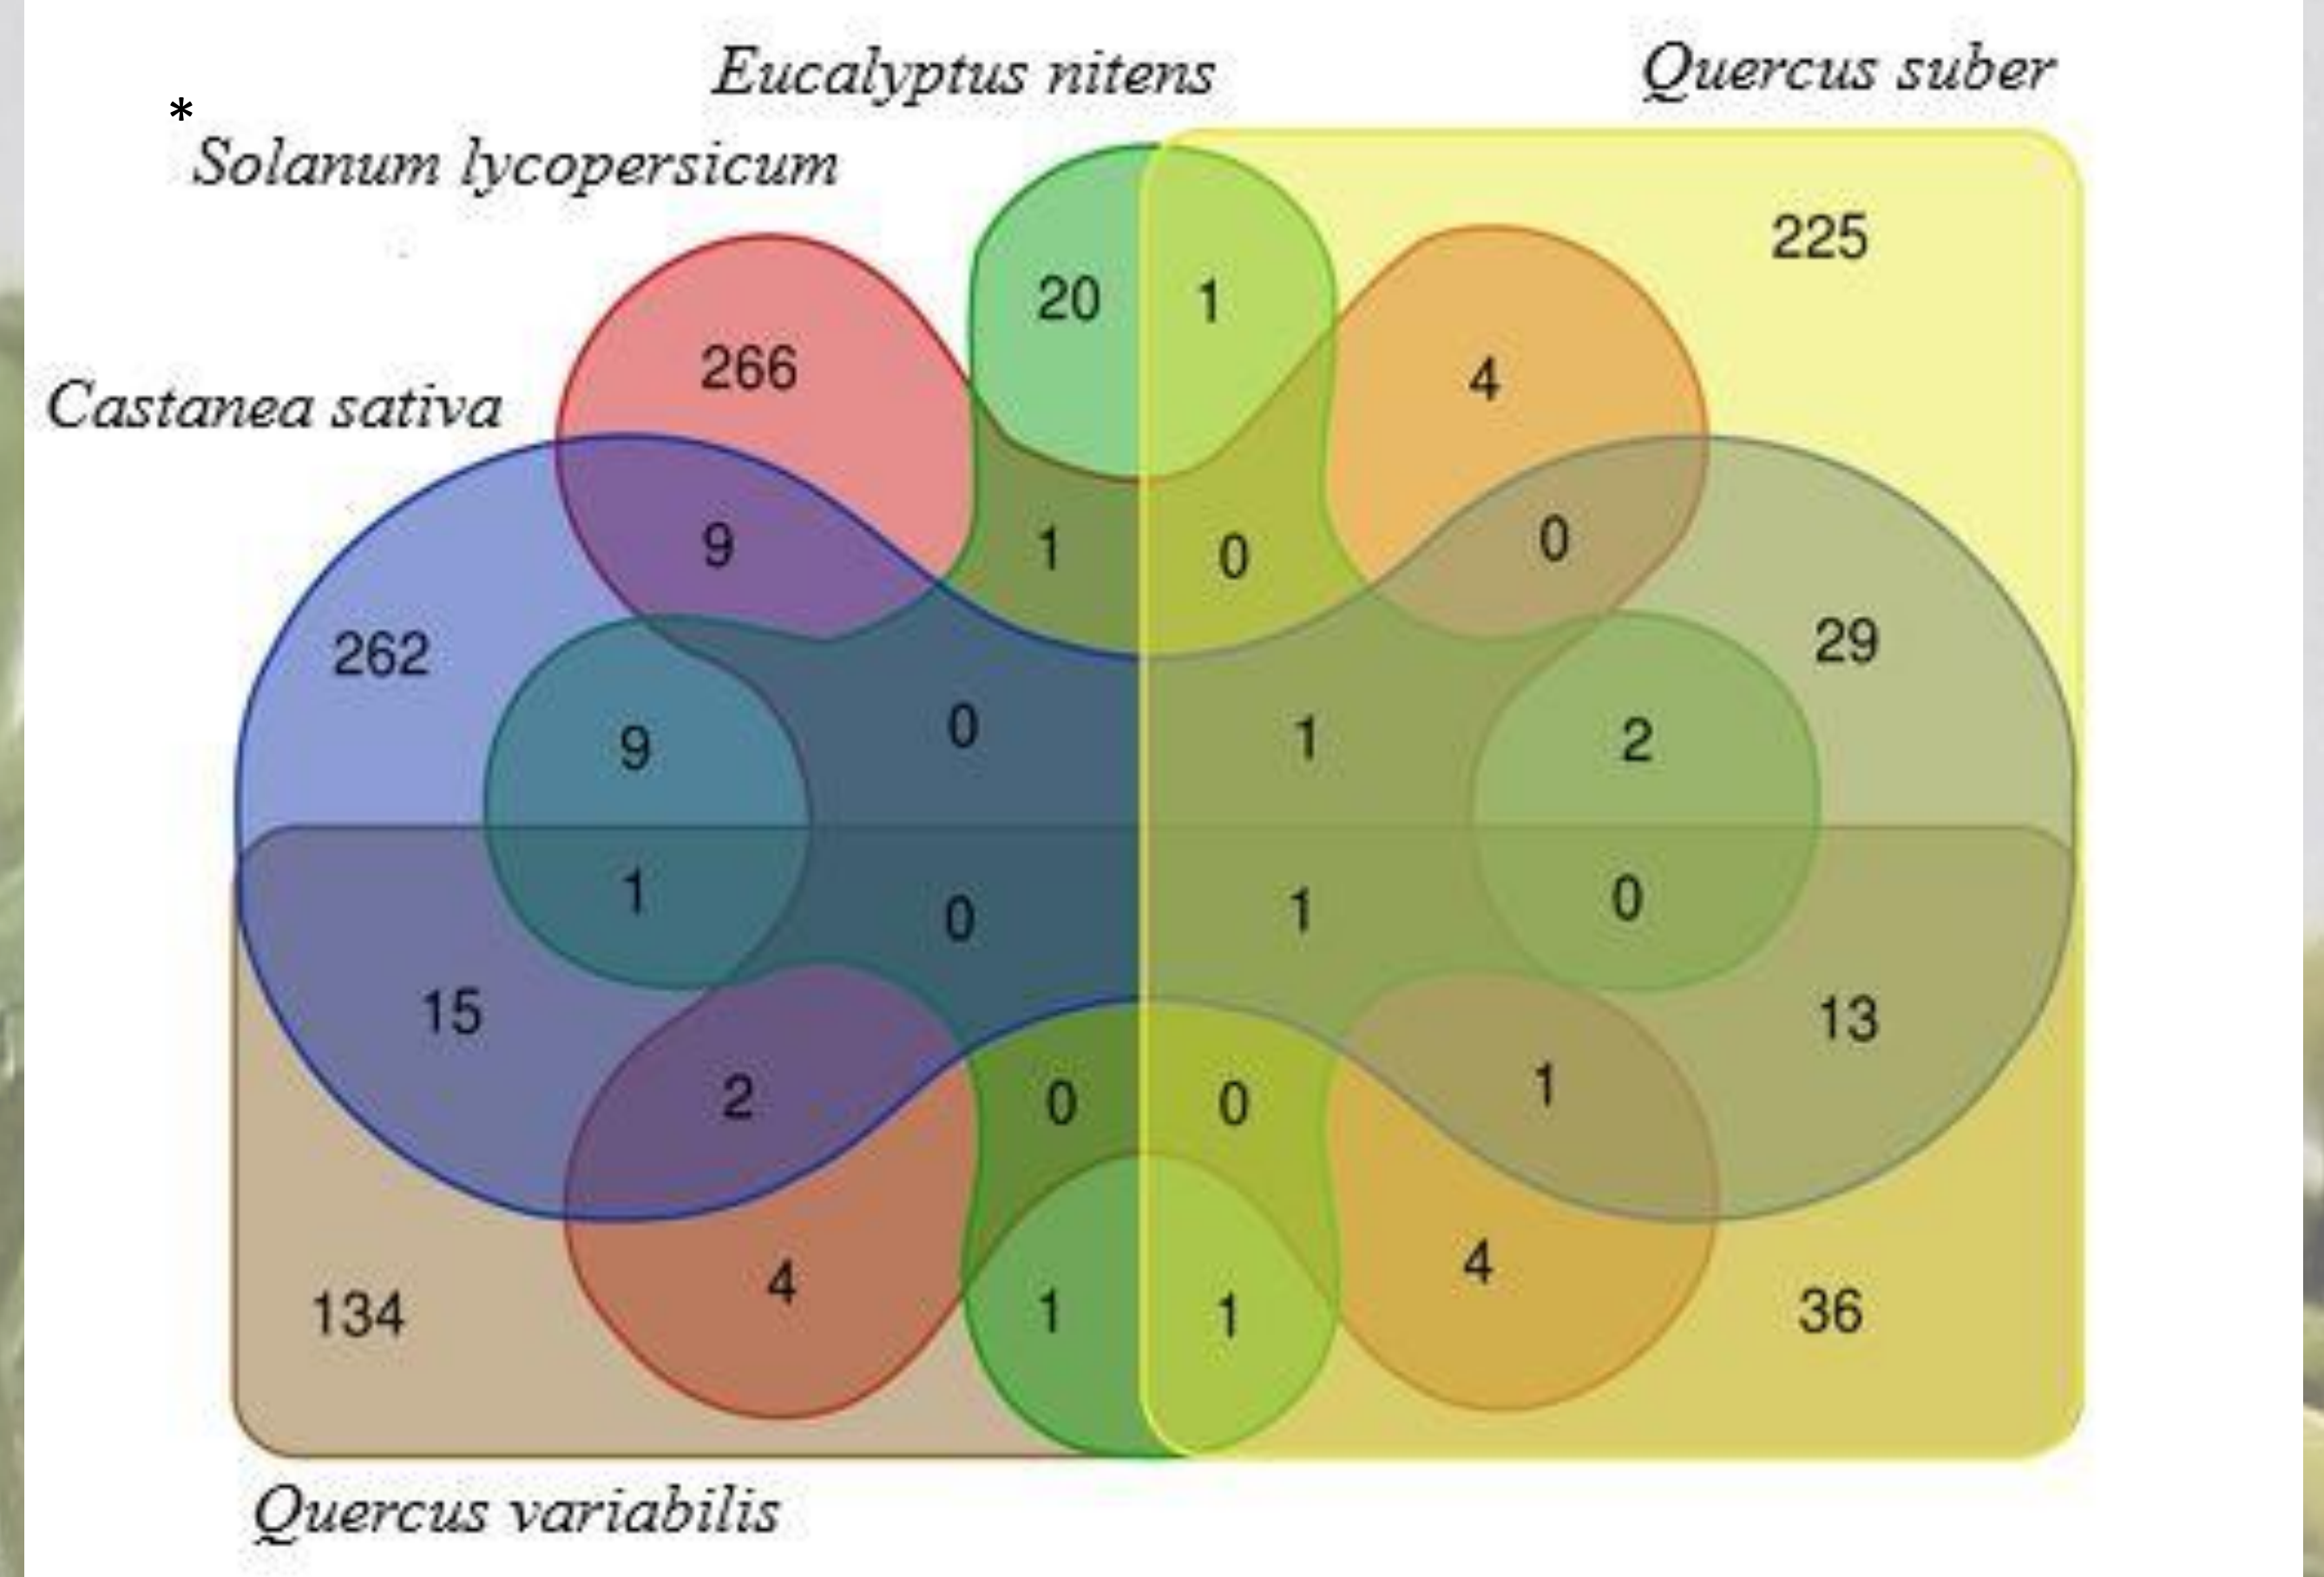 Eucalyptus nitens
Quercus suber
*
Solanum lycopersicum
225
20 1
266
4
Castanea sativa
9 1 0 0
262
29
9 0 1 2
1 0 1 0
15 13
2 0 0 1
4 4
134 1 1 36
Quercus variabilis